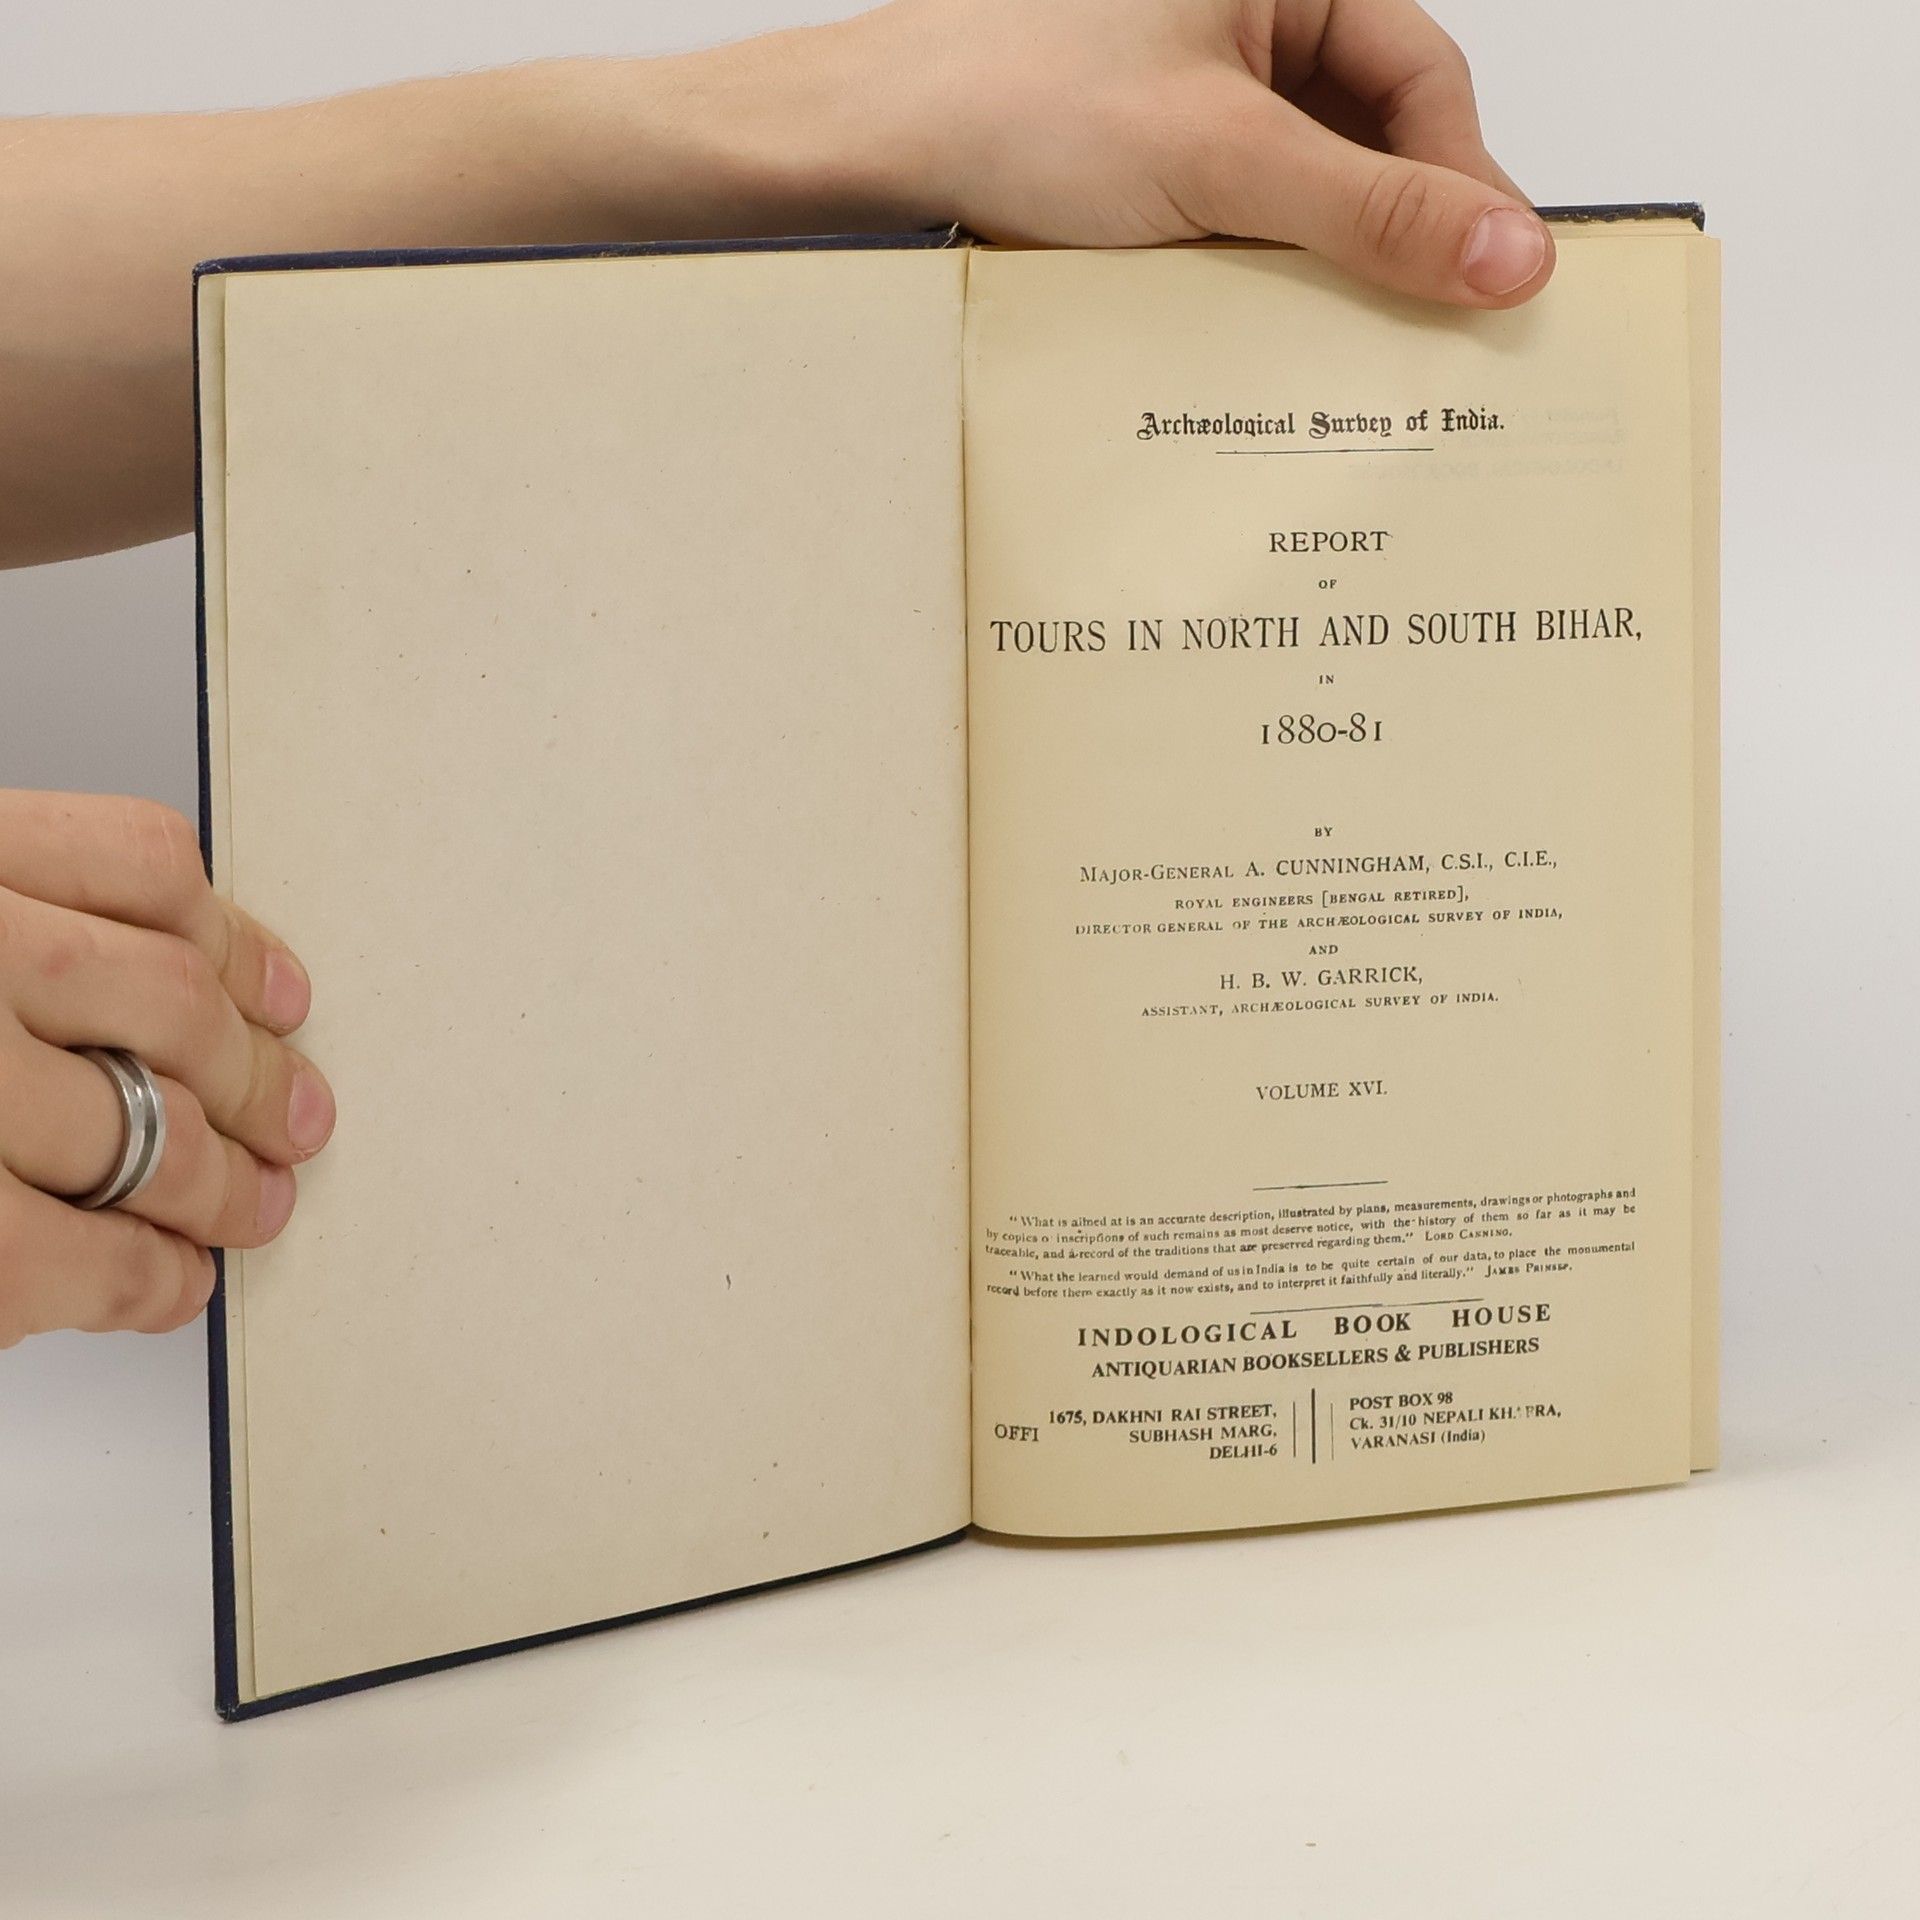 Archæological Survey of India.
REPORT
OF
TOURS IN NORTH AND SOUTH BIHAR,
IN
1880-81
BY
MAJOR-GENERAL A. CUNNINGHAM, C.S.I., C.I.E.,
ROYAL ENGINEERS [BENGAL RETIRED],
DIRECTOR GENERAL OF THE ARCHÆOLOGICAL SURVEY OF INDIA,
AND
H. B. W. GARRICK,
ASSISTANT, ARCHÆOLOGICAL SURVEY OF INDIA.
VOLUME XVI.
" What is aimed at is an accurate description, illustrated by plans, measurements, drawings or photographs and
by copies o inscriptions of such remains as most deserve notice, with the history of them so far as it may be
traceable, and a record of the traditions that are preserved regarding them." LORD CANNING.
" What the learned would demand of us in India is to be quite certain of our data, to place the monumental
record before them exactly as it now exists, and to interpret it faithfully and literally." JAMES PRINSEP.
INDOLOGICAL BOOK HOUSE
ANTIQUARIAN BOOKSELLERS & PUBLISHERS
OFFI
1675, DAKHNI RAI STREET,
SUBHASH MARG,
DELHI-6
POST BOX 98
Ck. 31/10 NEPALI
VARANASI (India)